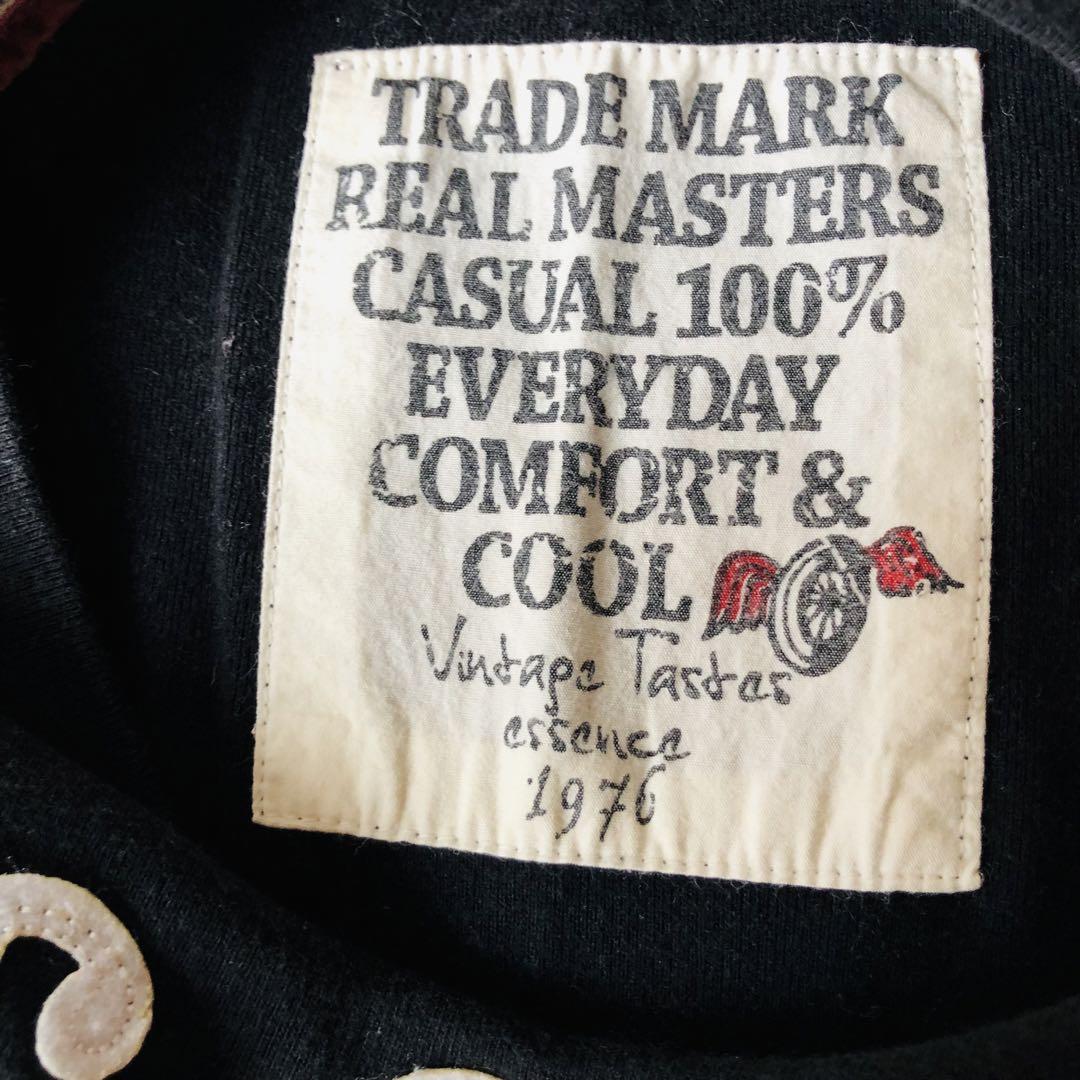 TRADE MARK
REAL MASTERS
CASUAL 100%
EVERYDAY
COMFORT &
COOL
Vintage Tastes
essence
1976